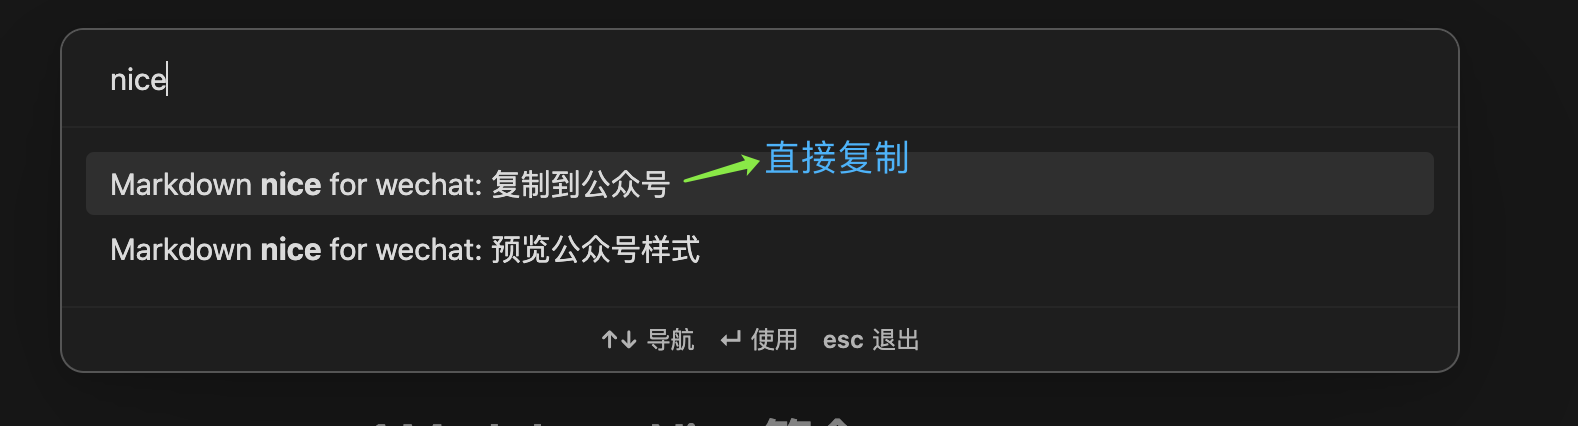 nice
直接复制
Markdown nice for wechat: 复制到公众号
Markdown nice for wechat: 预览公众号样式
↑↓ 导航 ↵ 使用 esc 退出